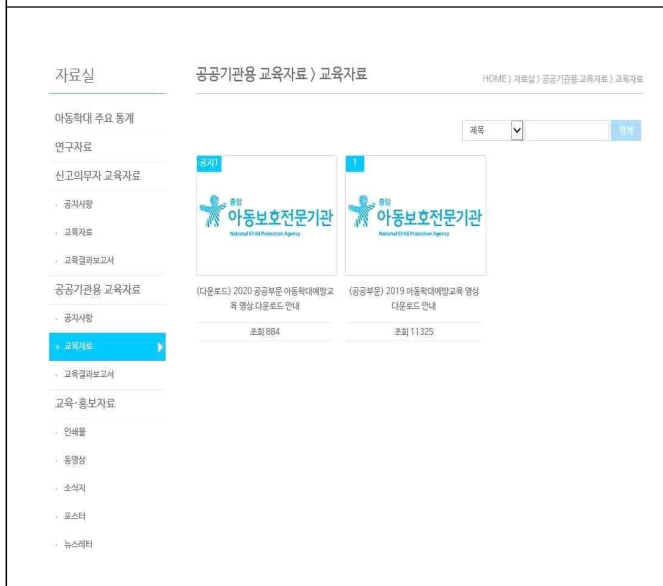 자료실
공공기관용 교육자료 > 교육자료
HOME > 자료실 > 공공기관용 교육자료 > 교육자료
아동학대 주요 통계
연구자료
신고의무자 교육자료
공지사항
교육자료
교육결과보고서
공공기관용 교육자료
공지사항
교육자료
교육결과보고서
교육·홍보자료
인쇄물
동영상
소식지
포스터
뉴스레터
제목
검색
공지1
중앙
아동보호전문기관
National Child Protection Agency
(다운로드) 2020 공공부문 아동학대예방교
육 영상 다운로드 안내
조회 884
1
중앙
아동보호전문기관
National Child Protection Agency
(공공부문) 2019 아동학대예방교육 영상
다운로드 안내
조회 11325